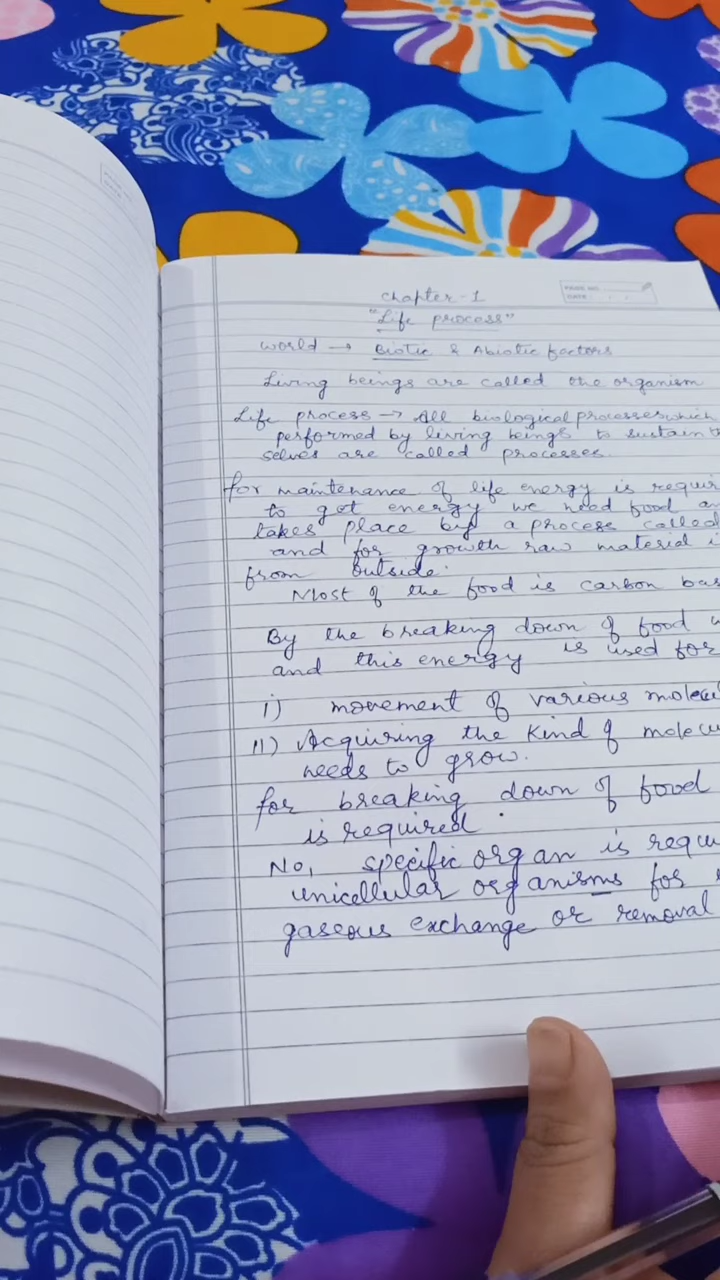 PAGE NO.
DATE:
Chapter-1
"Life process"
World → Biotic & Abiotic factors
Living beings are called the organism
Life process → All biological processes which
performed by living beings to sustain
selves are called processes.
for maintenance of life energy is requir
to get energy we need food an
takes place by a process called
and for growth raw material i
from outside.
Most of the food is carbon bas
By the breaking down of food
and this energy is used for
i) movement of various molecu
II) Acquiring the kind of molecu
needs to grow.
for breaking down of food
is required.
No, specific organ is requi
unicellular organisms for
gaseous exchange or removal